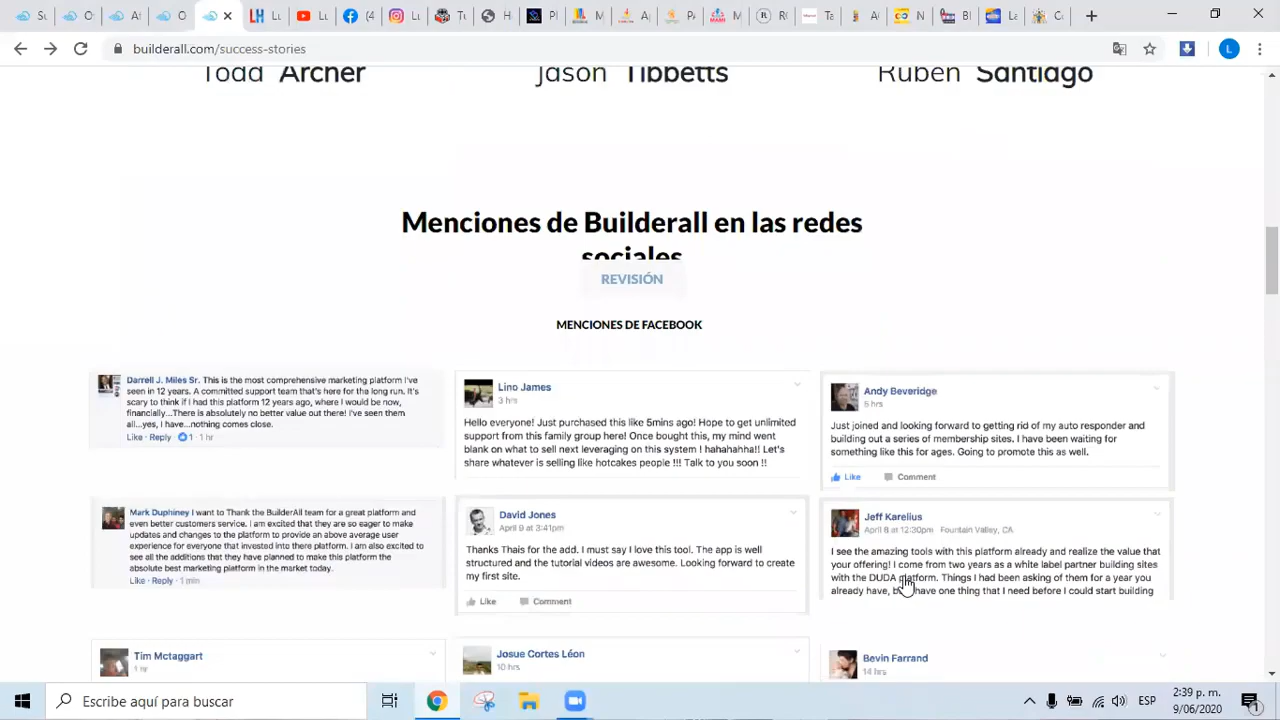 builderall.com/success-stories
Todd Archer
Jason Tibbetts
Ruben Santiago
Menciones de Builderall en las redes
sociales
REVISIÓN
MENCIONES DE FACEBOOK
Darrell J. Miles Sr. This is the most comprehensive marketing platform I've
seen in 12 years. A committed support team that's here for the long run. It's
scary to think if I had this platform 12 years ago, where I would be now,
financially...There is absolutely no better value out there! I've seen them
all...yes, I have...nothing comes close.
Like · Reply 1 · 1 hr
Lino James
3 hrs
Hello everyone! Just purchased this like 5mins ago! Hope to get unlimited
support from this family group here! Once bought this, my mind went
blank on what to sell next leveraging on this system ! hahahaha!! Let's
share whatever is selling like hotcakes people !!! Talk to you soon !!
Andy Beveridge
5 hrs
Just joined and looking forward to getting rid of my auto responder and
building out a series of membership sites. I have been waiting for
something like this for ages. Going to promote this as well.
Like Comment
Mark Duphiney I want to Thank the BuilderAll team for a great platform and
even better customers service. I am excited that they are so eager to make
updates and changes to the platform to provide an above average user
experience for everyone that invested into there platform. I am also excited to
see all the additions that they have planned to make this platform the
absolute best marketing platform in the market today.
Like · Reply · 1 min
David Jones
April 9 at 3:41pm
Thanks Thais for the add. I must say I love this tool. The app is well
structured and the tutorial videos are awesome. Looking forward to create
my first site.
Like Comment
Jeff Karelius
April 8 at 12:30pm Fountain Valley, CA
I see the amazing tools with this platform already and realize the value that
your offering! I come from two years as a white label partner building sites
with the DUDA platform. Things I had been asking of them for a year you
already have, have one thing that I need before I could start building
Tim Mctaggart
1 hr
Josue Cortes Léon
10 hrs
Bevin Farrand
14 hrs
Escribe aquí para buscar
ESP
2:39 p. m.
9/06/2020